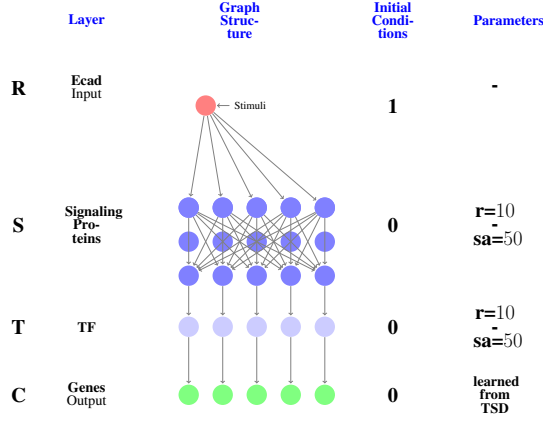 Layer
Graph
Struc-
ture
Initial
Condi-
tions
Parameters
R
Ecad
Input
← Stimuli
1
-
S
Signaling
Pro-
teins
0
r=10
-
sa=50
T
TF
0
r=10
-
sa=50
C
Genes
Output
0
learned
from
TSD